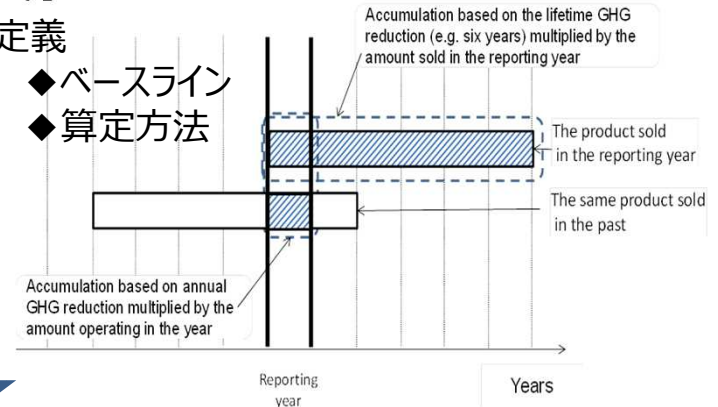 定義
◆ベースライン
◆算定方法
Accumulation based on the lifetime GHG
reduction (e.g. six years) multiplied by the
amount sold in the reporting year
The product sold
in the reporting year
The same product sold
in the past
Accumulation based on annual
GHG reduction multiplied by the
amount operating in the year
Reporting
year
Years